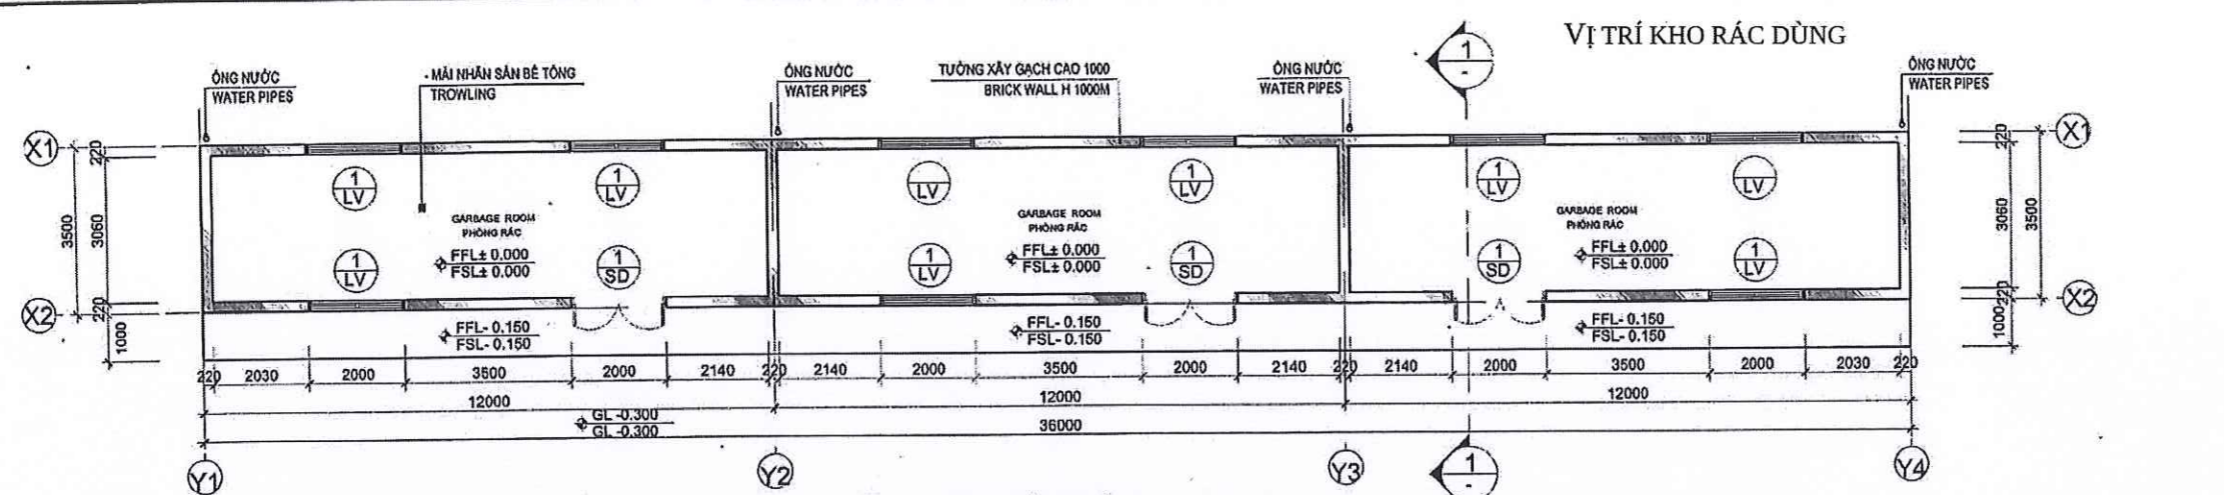 VỊ TRÍ KHO RÁC DÙNG
1
-
ỐNG NƯỚC
WATER PIPES
- MÀI NHẴN SÀN BÊ TÔNG
TROWLING
ỐNG NƯỚC
WATER PIPES
TƯỜNG XÂY GẠCH CAO 1000
BRICK WALL H 1000M
ỐNG NƯỚC
WATER PIPES
ỐNG NƯỚC
WATER PIPES
X1
X1
220
220
1
LV
1
LV
LV
1
LV
1
LV
LV
3500
3060
GARBAGE ROOM
PHÒNG RÁC
FFL± 0.000
FSL± 0.000
GARBAGE ROOM
PHÒNG RÁC
FFL± 0.000
FSL± 0.000
GARBAGE ROOM
PHÒNG RÁC
FFL± 0.000
FSL± 0.000
3060
3500
1
LV
1
SD
1
LV
1
SD
1
SD
1
LV
X2
X2
220
220
1000
1000
FFL- 0.150
FSL- 0.150
FFL- 0.150
FSL- 0.150
FFL- 0.150
FSL- 0.150
220 2030 2000 3500 2000 2140 220 2140 2000 3500 2000 2140 220 2140 2000 3500 2000 2030 220
12000 12000 12000
GL -0.300
GL -0.300
36000
Y1 Y2 Y3 Y4
1
-